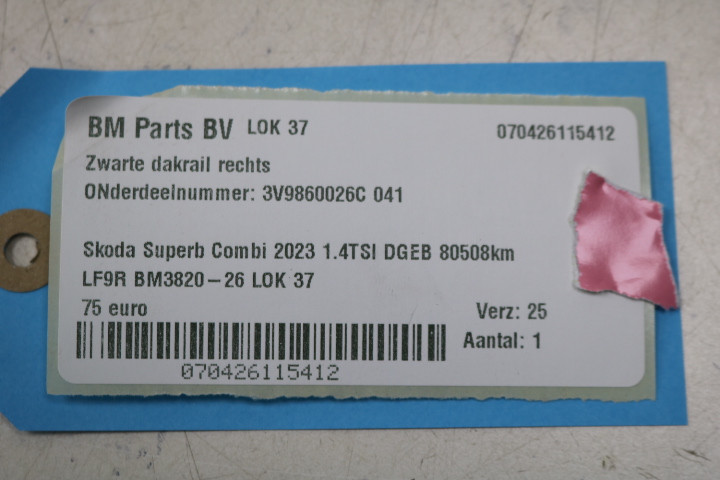 BM Parts BV LOK 37 070426115412
Zwarte dakrail rechts
ONderdeelnummer: 3V9860026C 041
Skoda Superb Combi 2023 1.4TSI DGEB 80508km
LF9R BM3820-26 LOK 37
75 euro Verz: 25
Aantal: 1
070426115412